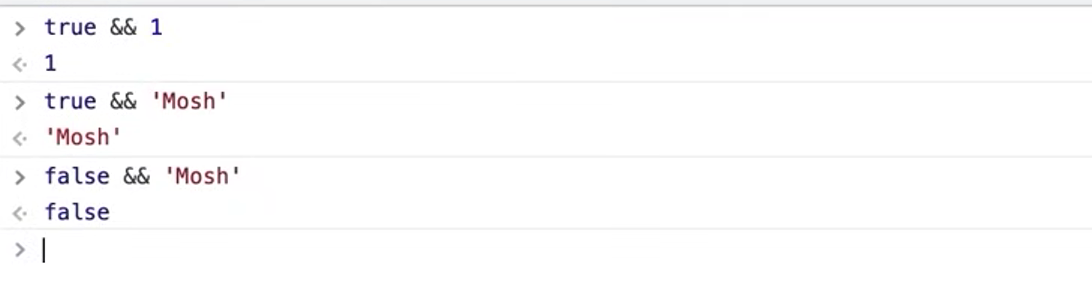 > true && 1
<· 1
> true && 'Mosh'
<· 'Mosh'
> false && 'Mosh'
<· false
>